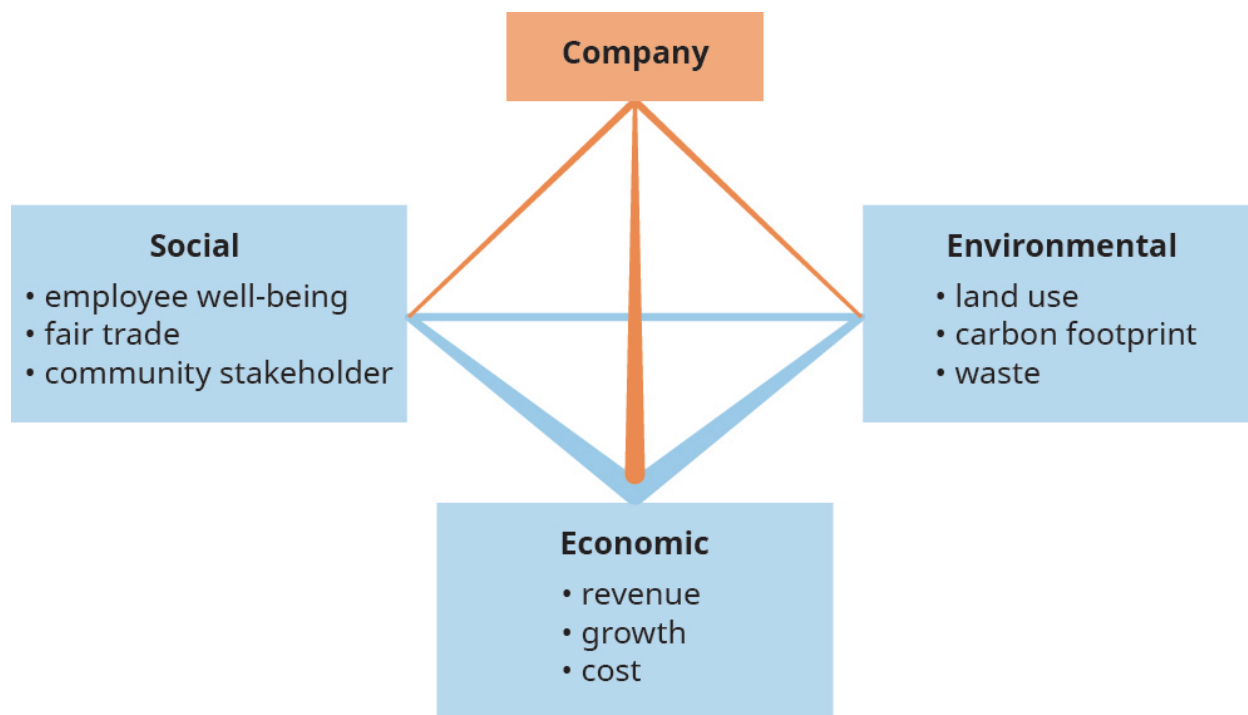 Company
Social
• employee well-being
• fair trade
• community stakeholder
Environmental
• land use
• carbon footprint
• waste
Economic
• revenue
• growth
• cost